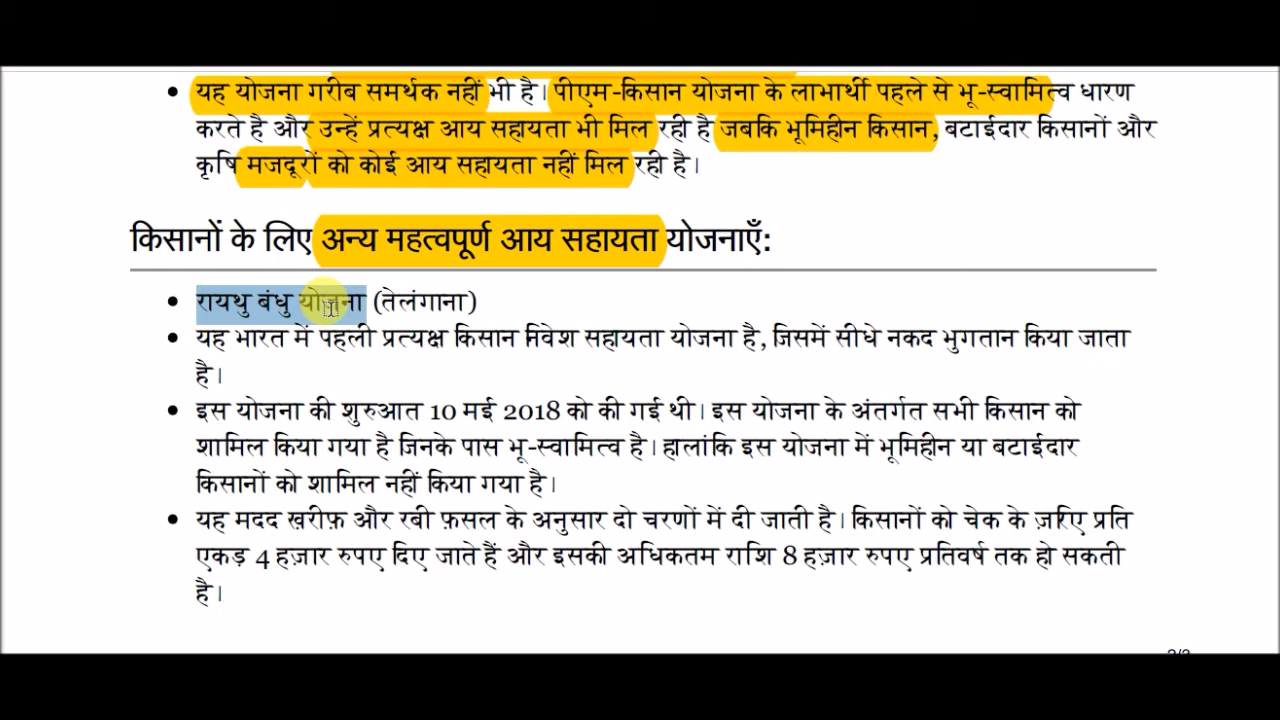 यह योजना गरीब समर्थक नहीं भी है। पीएम-किसान योजना के लाभार्थी पहले से भू-स्वामित्व धारण
करते है और उन्हें प्रत्यक्ष आय सहायता भी मिल रही है जबकि भूमिहीन किसान, बटाईदार किसानों और
कृषि मजदूरों को कोई आय सहायता नहीं मिल रही है।
किसानों के लिए अन्य महत्वपूर्ण आय सहायता योजनाएँ:
रायथु बंधु योजना (तेलंगाना)
यह भारत में पहली प्रत्यक्ष किसान निवेश सहायता योजना है, जिसमें सीधे नकद भुगतान किया जाता
है।
इस योजना की शुरुआत 10 मई 2018 को की गई थी। इस योजना के अंतर्गत सभी किसान को
शामिल किया गया है जिनके पास भू-स्वामित्व है। हालांकि इस योजना में भूमिहीन या बटाईदार
किसानों को शामिल नहीं किया गया है।
यह मदद ख़रीफ़ और रबी फ़सल के अनुसार दो चरणों में दी जाती है। किसानों को चेक के ज़रिए प्रति
एकड़ 4 हज़ार रुपए दिए जाते हैं और इसकी अधिकतम राशि 8 हज़ार रुपए प्रतिवर्ष तक हो सकती
है।